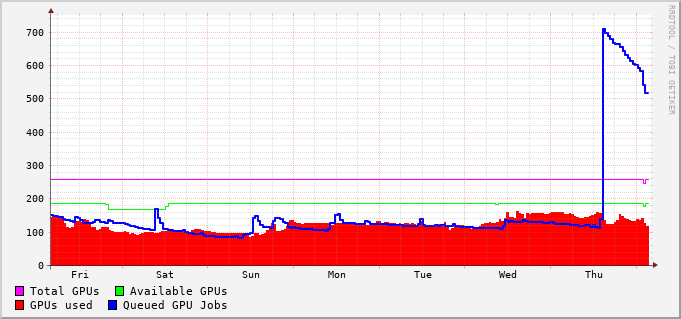 RRDTOOL / TOBI OETIKER
700
600
500
400
300
200
100
0
Fri Sat Sun Mon Tue Wed Thu
Total GPUs Available GPUs
GPUs used Queued GPU Jobs